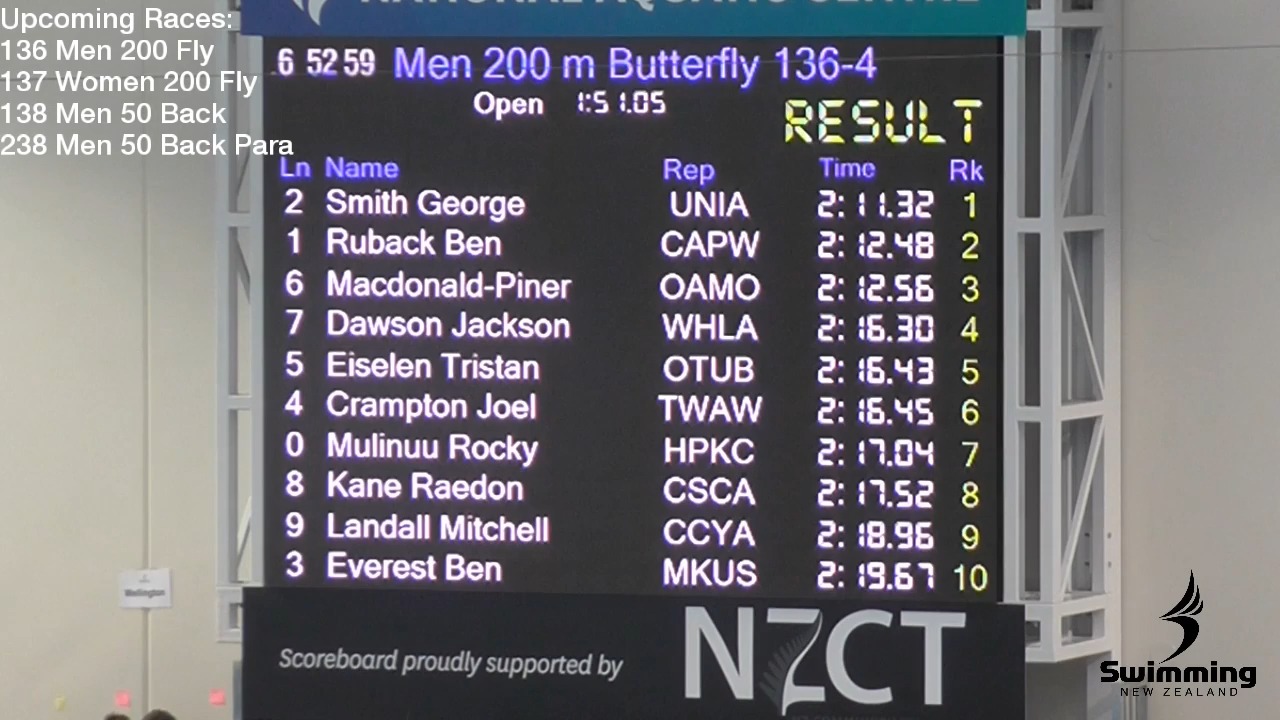 Upcoming Races:
136 Men 200 Fly
137 Women 200 Fly
138 Men 50 Back
238 Men 50 Back Para
NATIONAL AQUATIC CENTRE
6 52 59 Men 200 m Butterfly 136-4
Open 1:51.05 RESULT
Ln Name Rep Time Rk
2 Smith George UNIA 2:11.32 1
1 Ruback Ben CAPW 2:12.48 2
6 Macdonald-Piner OAMO 2:12.56 3
7 Dawson Jackson WHLA 2:16.30 4
5 Eiselen Tristan OTUB 2:16.43 5
4 Crampton Joel TWAW 2:16.45 6
0 Mulinuu Rocky HPKC 2:17.04 7
8 Kane Raedon CSCA 2:17.52 8
9 Landall Mitchell CCYA 2:18.96 9
3 Everest Ben MKUS 2:19.67 10
Wellington
Scoreboard proudly supported by
NZCT
Swimming
NEW ZEALAND